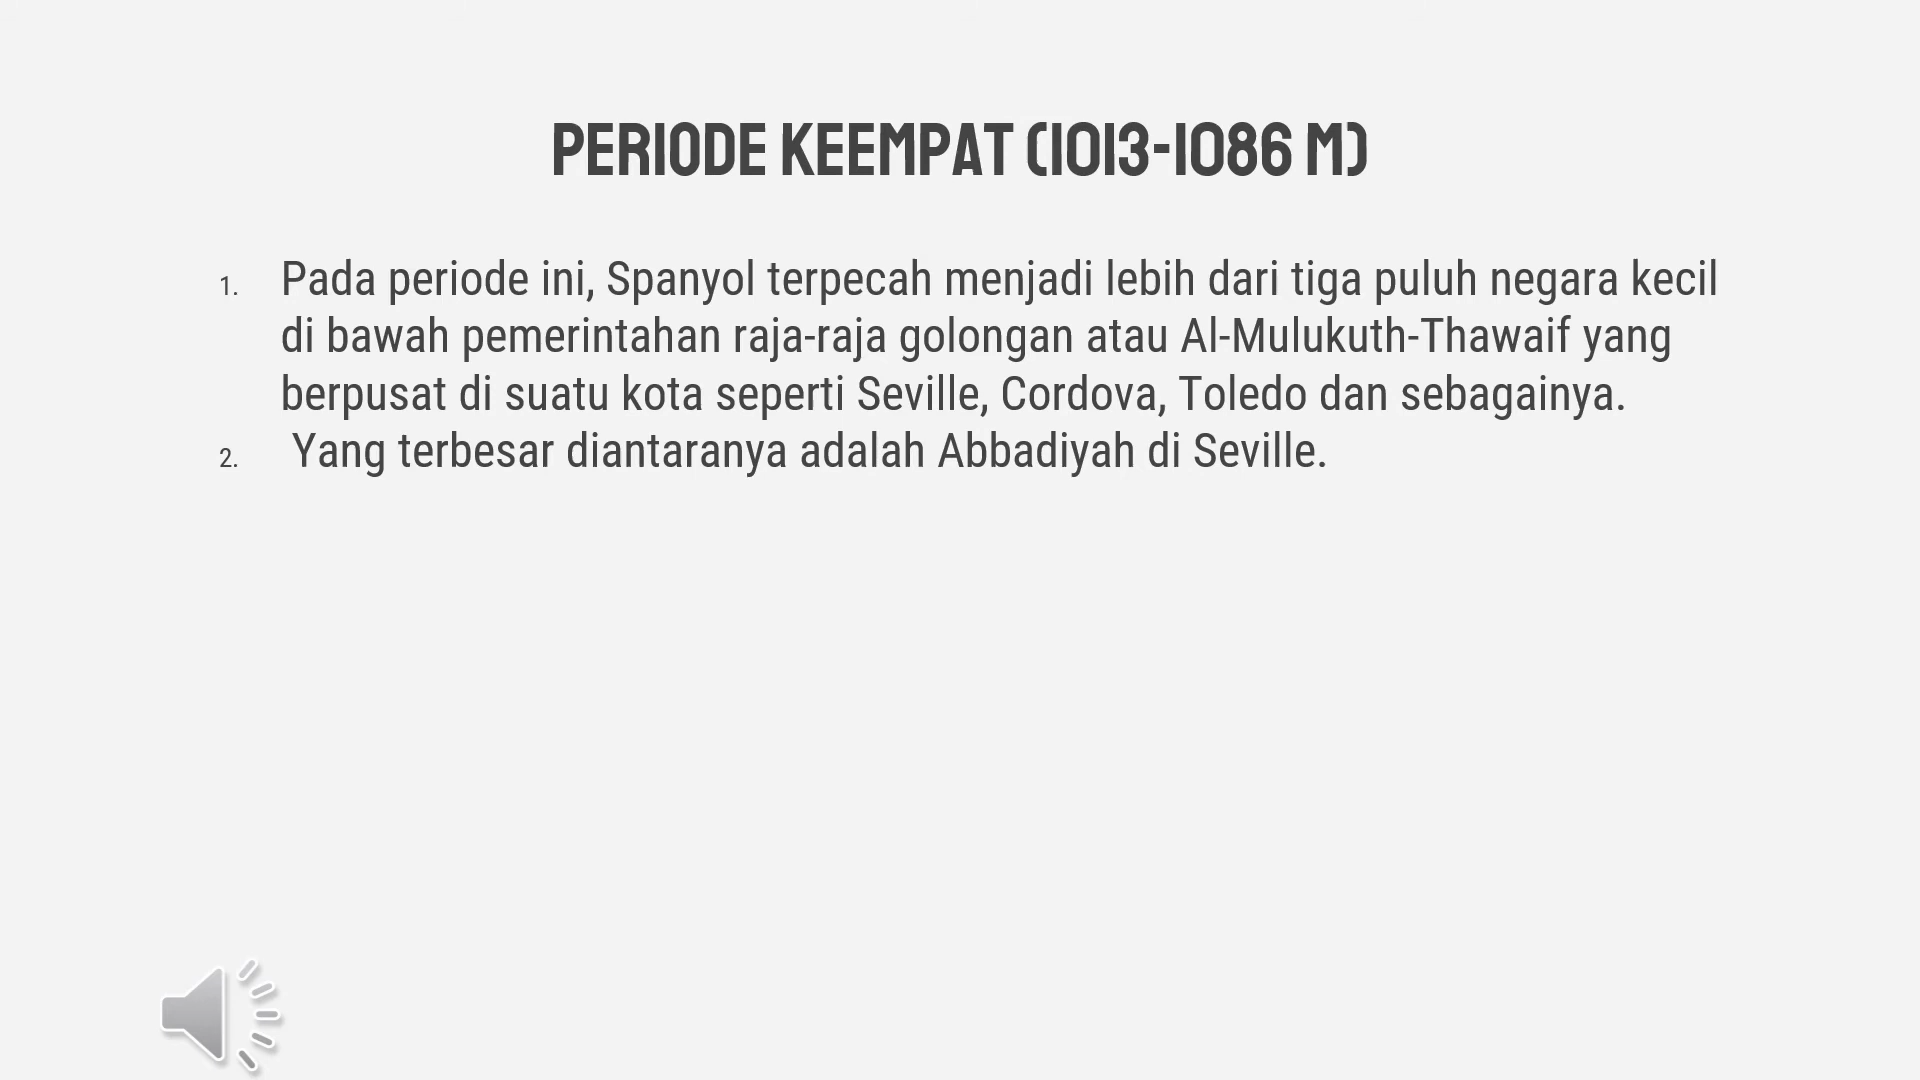 PERIODE KEEMPAT (1013-1086 M)
1. Pada periode ini, Spanyol terpecah menjadi lebih dari tiga puluh negara kecil
di bawah pemerintahan raja-raja golongan atau Al-Mulukuth-Thawaif yang
berpusat di suatu kota seperti Seville, Cordova, Toledo dan sebagainya.
2. Yang terbesar diantaranya adalah Abbadiyah di Seville.